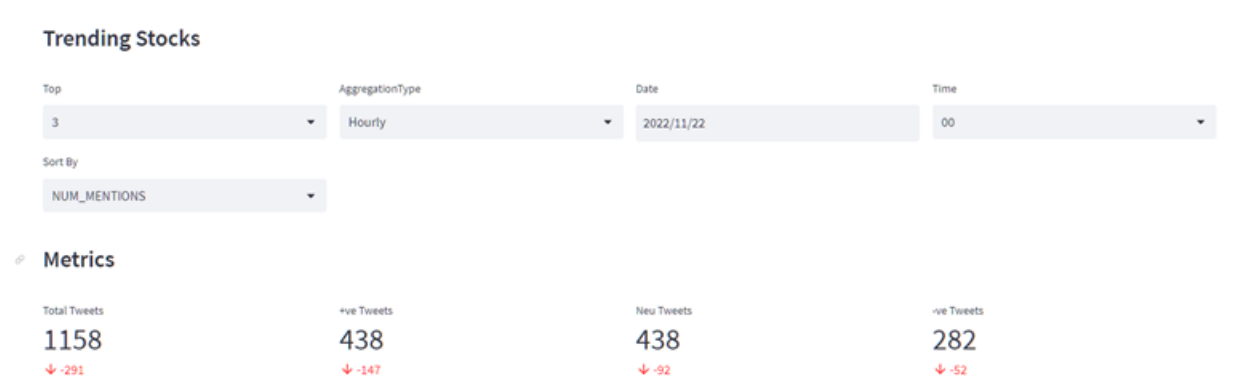 Trending Stocks
Top AggregationType Date Time
3 Hourly 2022/11/22 00
Sort By
NUM_MENTIONS
Metrics
Total Tweets +ve Tweets Neu Tweets -ve Tweets
1158 438 438 282
↓ -291 ↓ -147 ↓ -92 ↓ -52